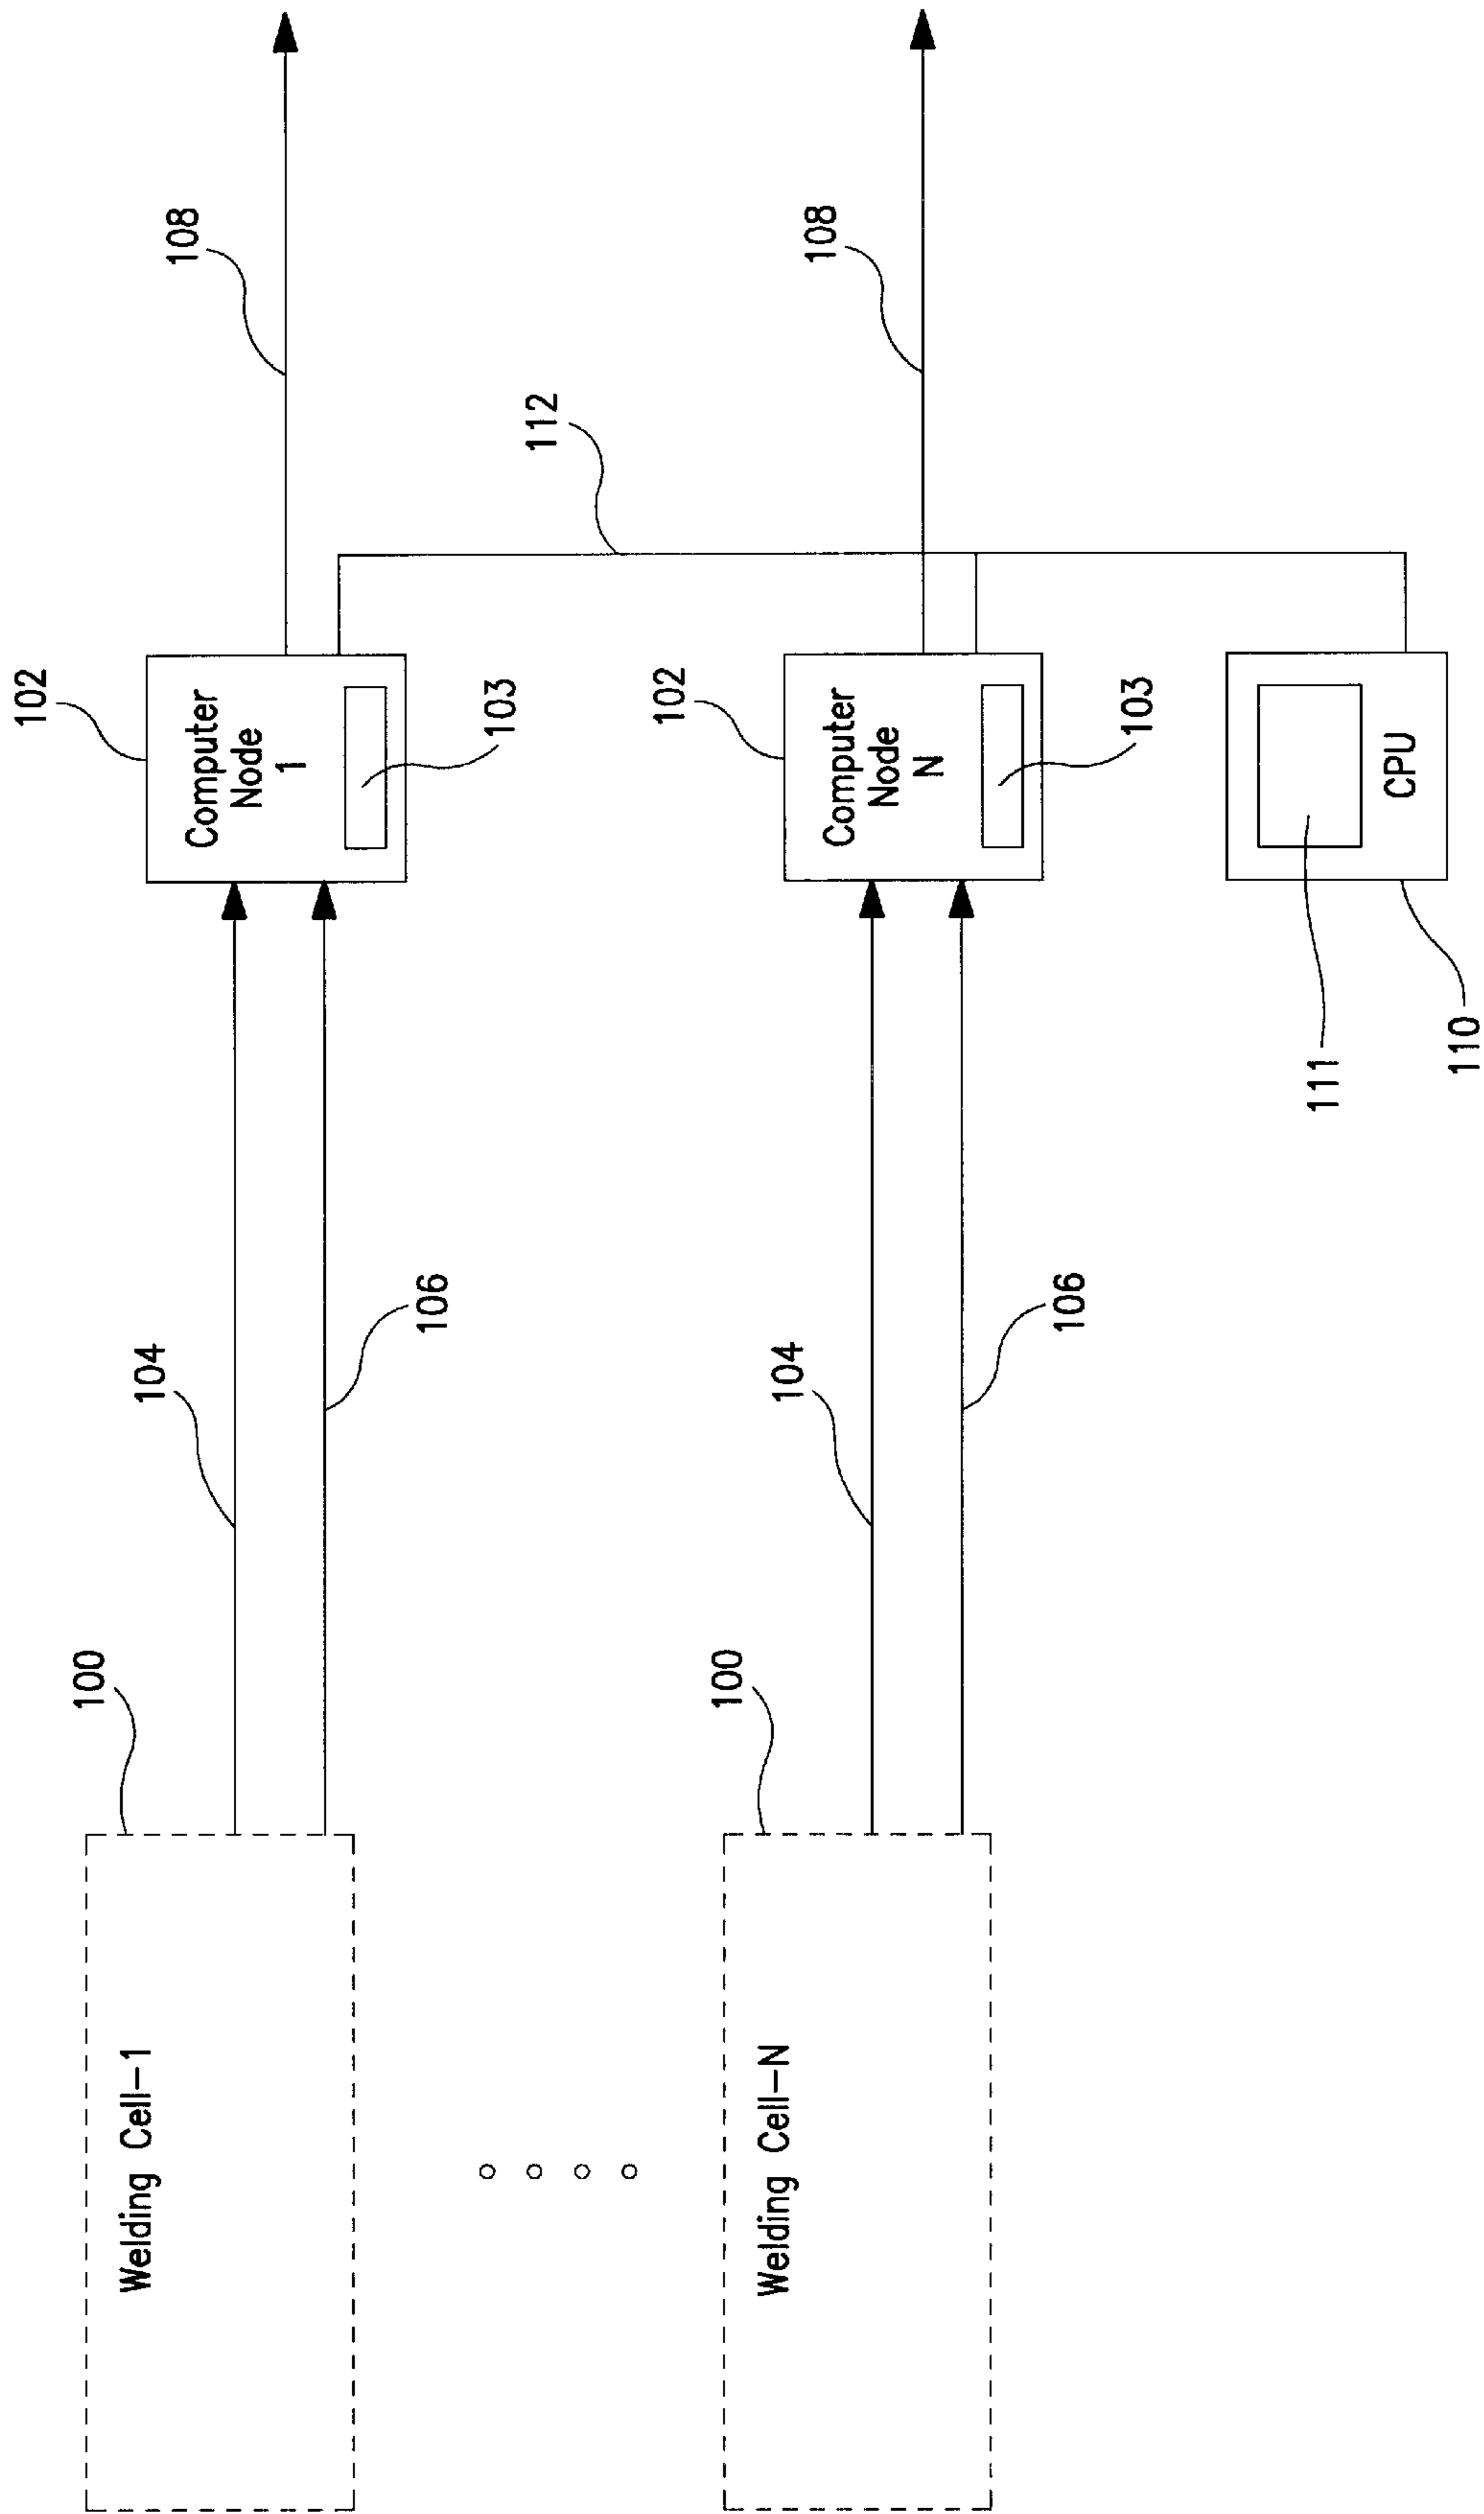 102
100
Welding Cell-1
104
108
Computer
Node
1
106
103
112
102
100
Welding Cell-N
104
108
Computer
Node
N
106
103
111
CPU
110